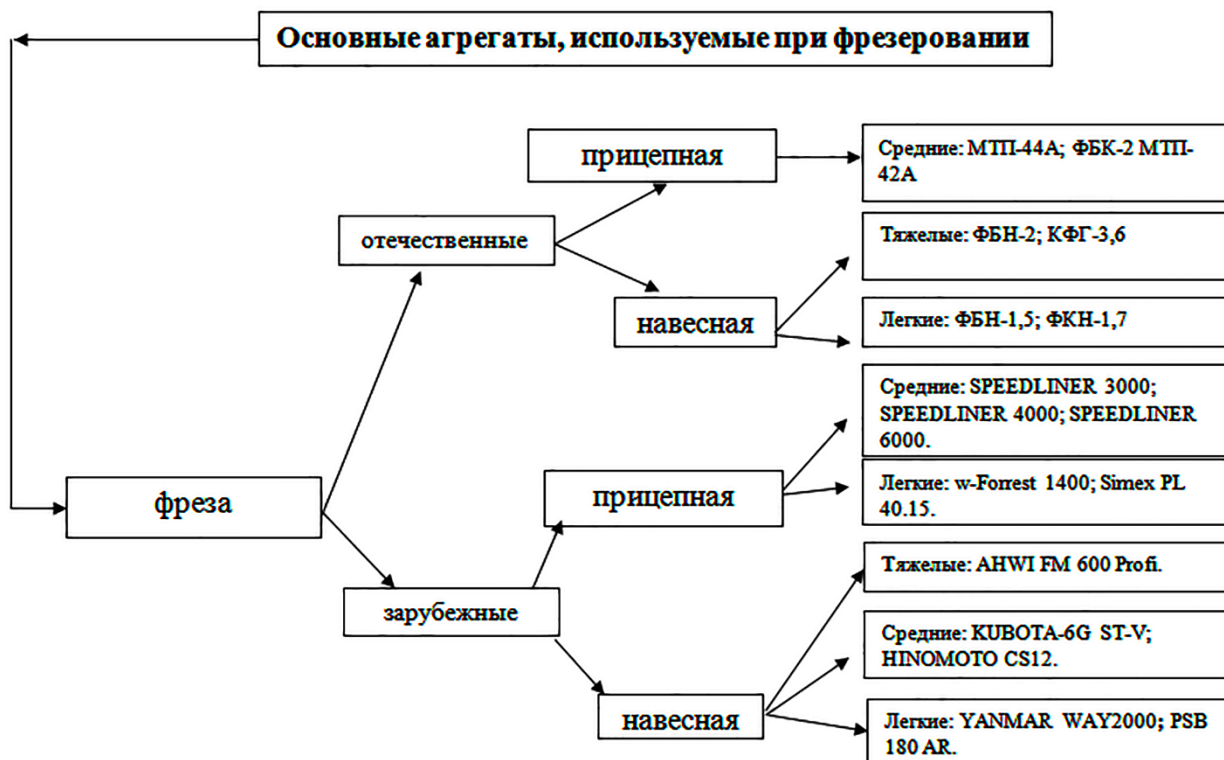 Основные агрегаты, используемые при фрезеровании
прицепная
Средние: МТП-44А; ФБК-2 МТП-
42А
отечественные
Тяжелые: ФБН-2; КФГ-3,6
навесная
Легкие: ФБН-1,5; ФКН-1,7
Средние: SPEEDLINER 3000;
SPEEDLINER 4000; SPEEDLINER
6000.
фреза
прицепная
Легкие: w-Forrest 1400; Simex PL
40.15.
Тяжелые: AHWI FM 600 Profi.
зарубежные
Средние: KUBOTA-6G ST-V;
HINOMOTO CS12.
навесная
Легкие: YANMAR WAY2000; PSB
180 AR.